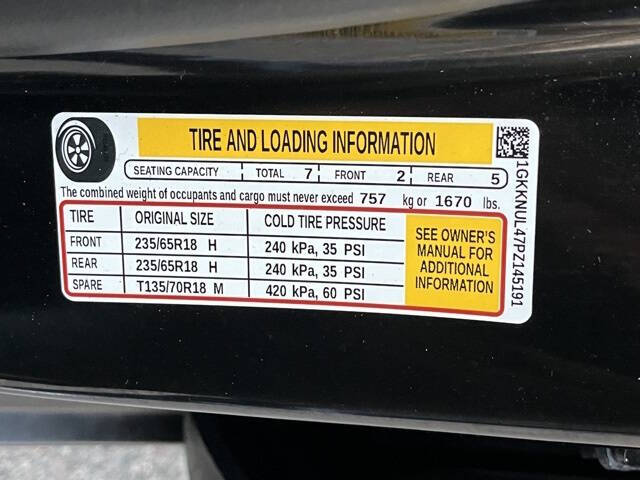 TIRE AND LOADING INFORMATION
SEATING CAPACITY TOTAL 7 FRONT 2 REAR 5
The combined weight of occupants and cargo must never exceed 757 kg or 1670 lbs.
TIRE ORIGINAL SIZE COLD TIRE PRESSURE
FRONT 235/65R18 H 240 kPa, 35 PSI
REAR 235/65R18 H 240 kPa, 35 PSI
SPARE T135/70R18 M 420 kPa, 60 PSI
SEE OWNER'S
MANUAL FOR
ADDITIONAL
INFORMATION
1GKKNUL47PZ145191